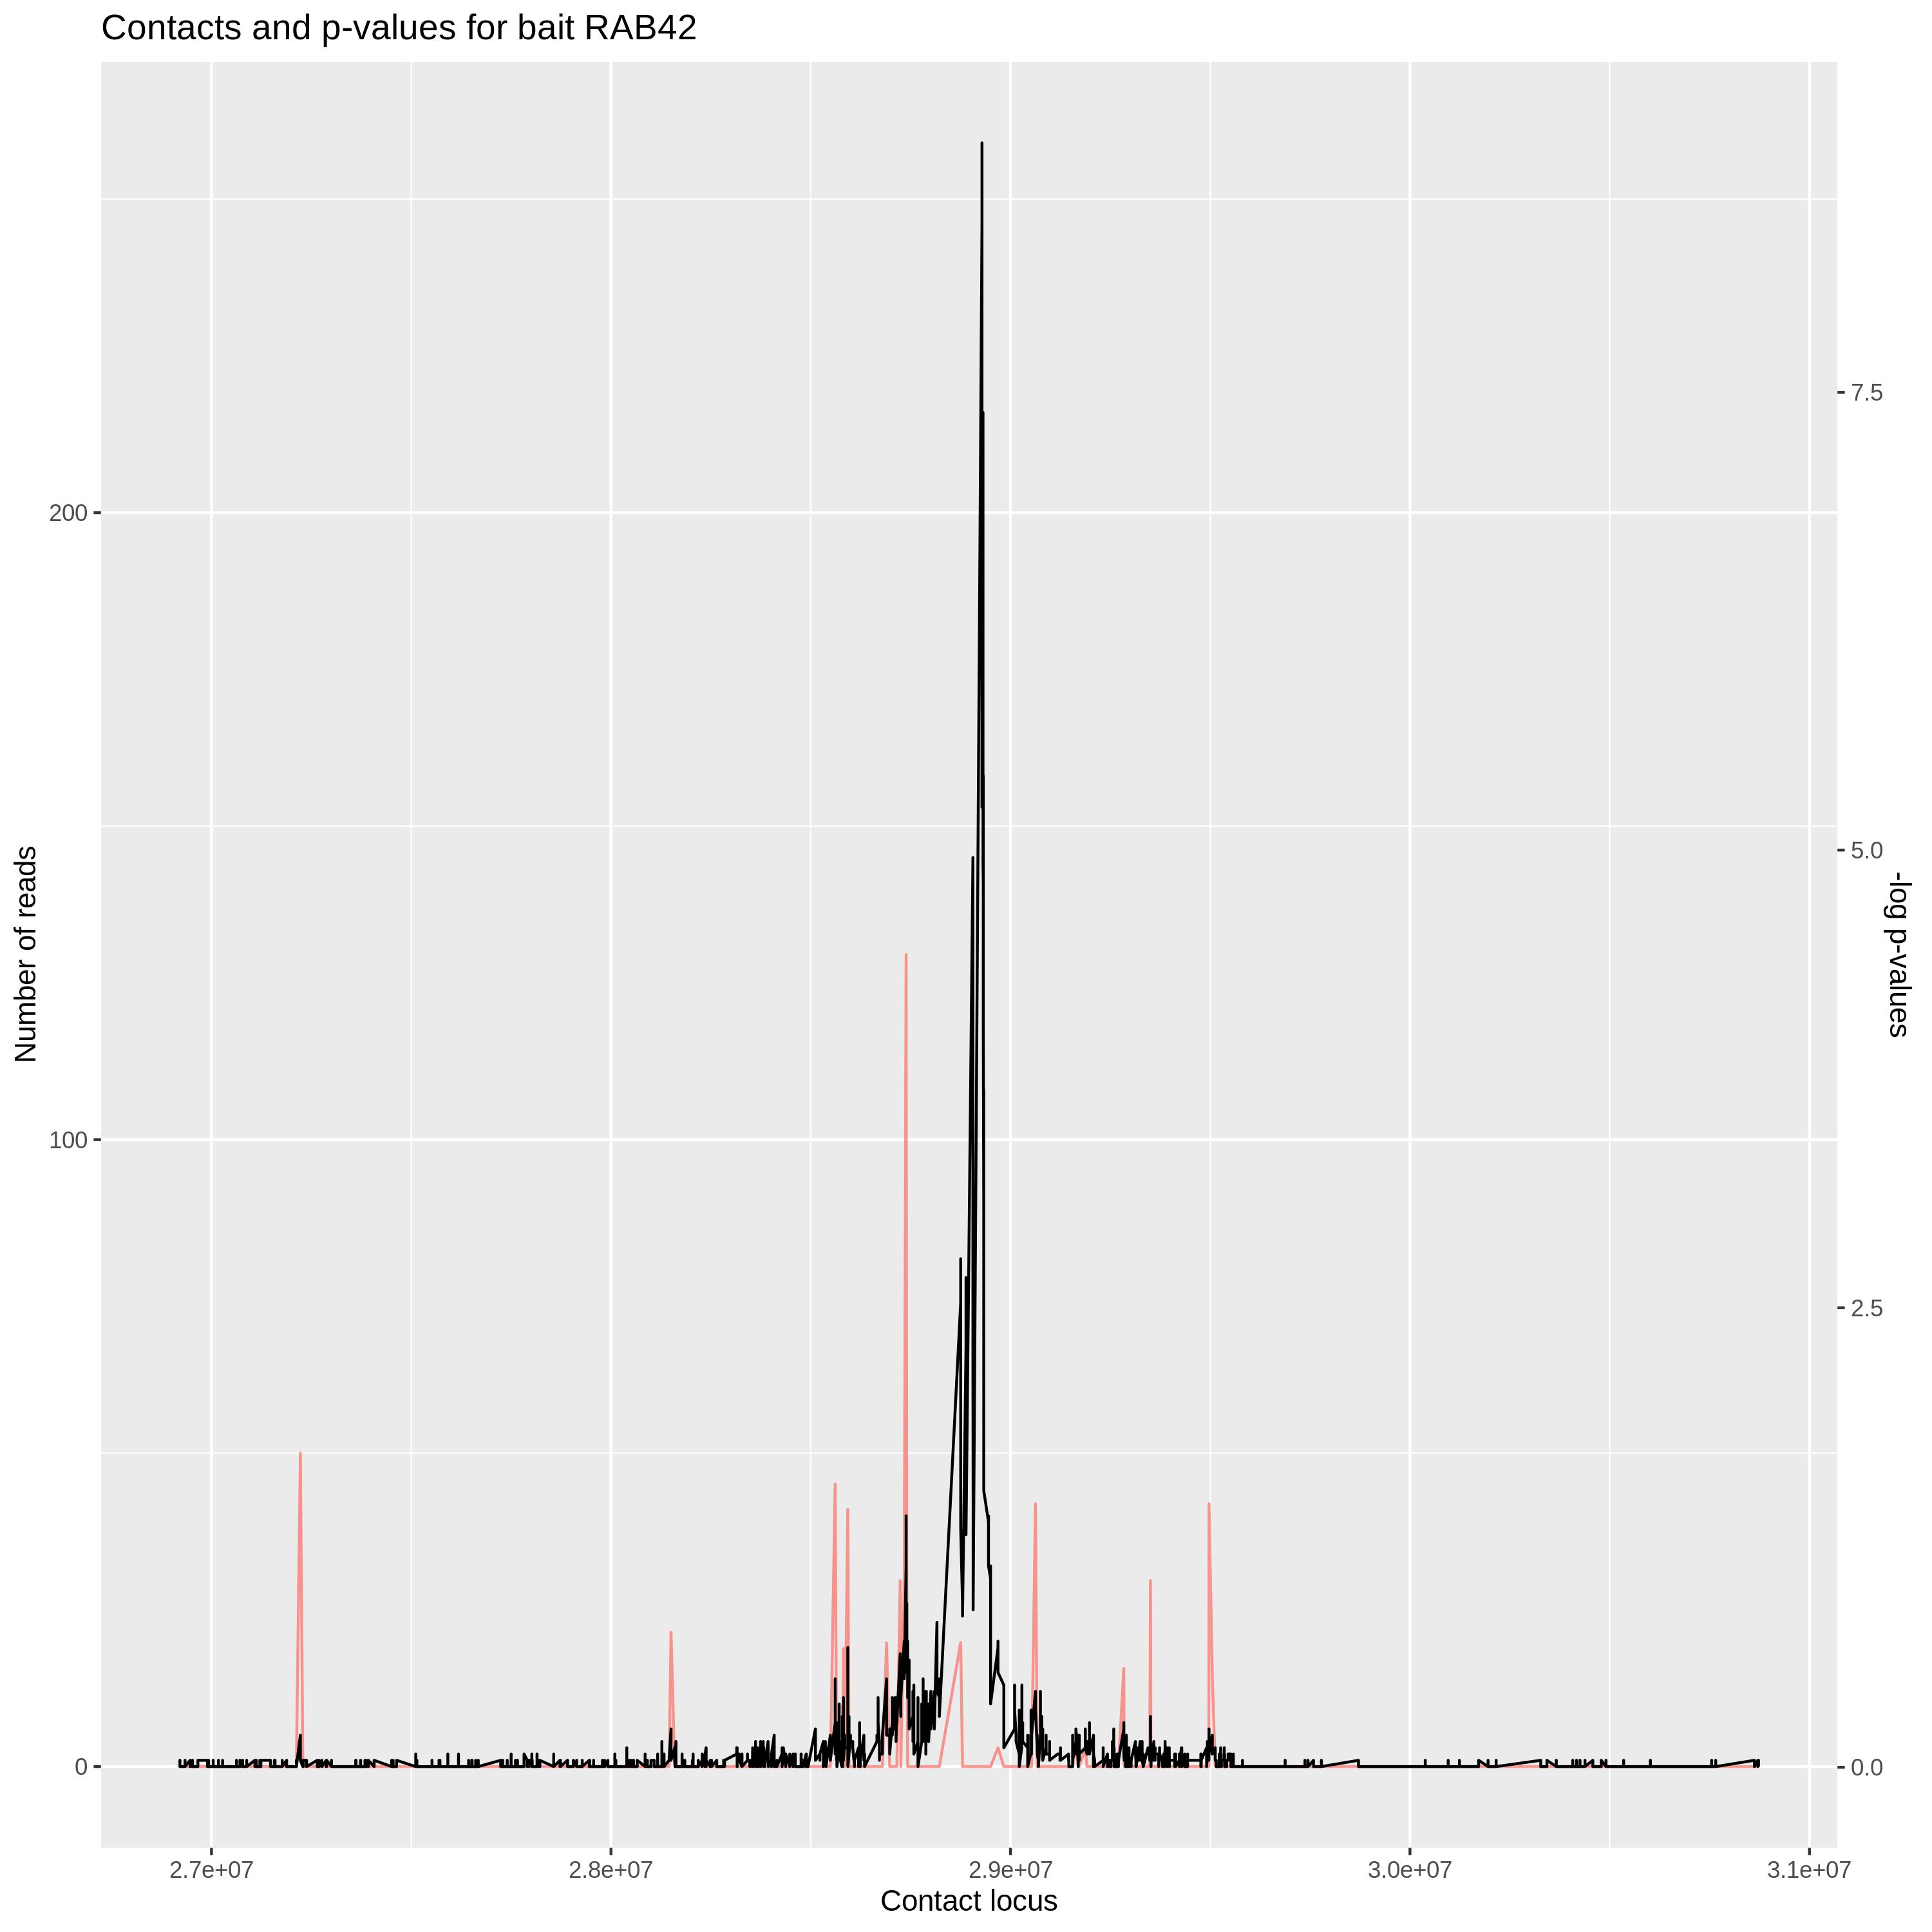 Contacts and p-values for bait RAB42
Number of reads
200
100
0
7.5
5.0
2.5
0.0
-log p-values
2.7e+07 2.8e+07 2.9e+07 3.0e+07 3.1e+07
Contact locus